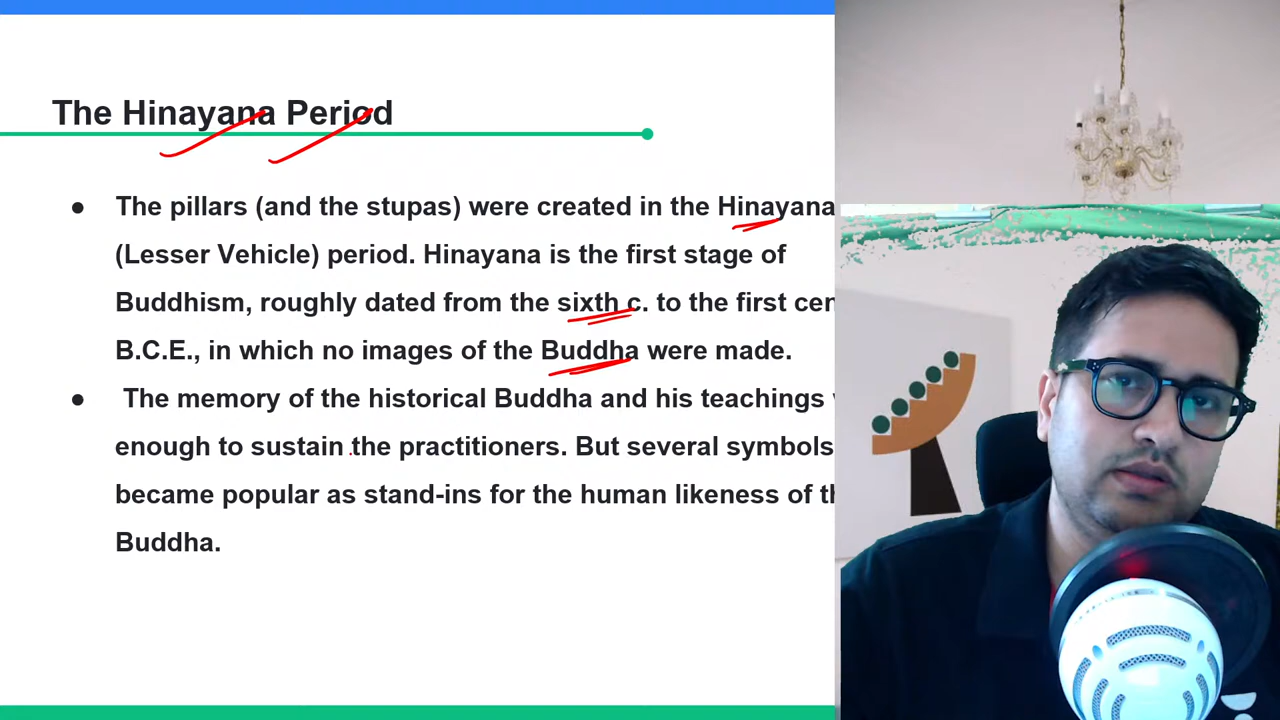 The Hinayana Period
● The pillars (and the stupas) were created in the Hinayana
(Lesser Vehicle) period. Hinayana is the first stage of
Buddhism, roughly dated from the sixth c. to the first cen
B.C.E., in which no images of the Buddha were made.
● The memory of the historical Buddha and his teachings
enough to sustain the practitioners. But several symbols
became popular as stand-ins for the human likeness of
Buddha.